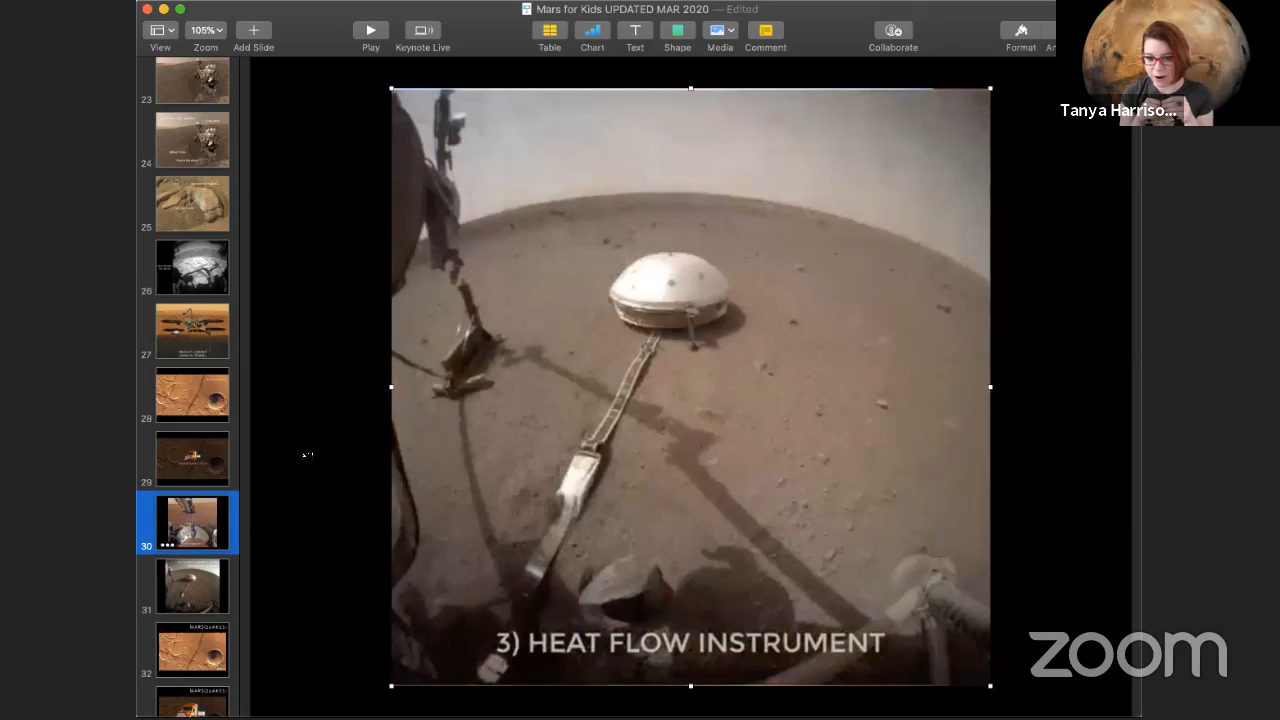 Mars for Kids UPDATED MAR 2020 — Edited
105%
View Zoom Add Slide Play Keynote Live Table Chart Text Shape Media Comment Collaborate Format
Tanya Harriso...
23
24
25
26
27
28
29
30
31
32
MARSQUAKES!
MARSQUAKES!
3) HEAT FLOW INSTRUMENT
zoom